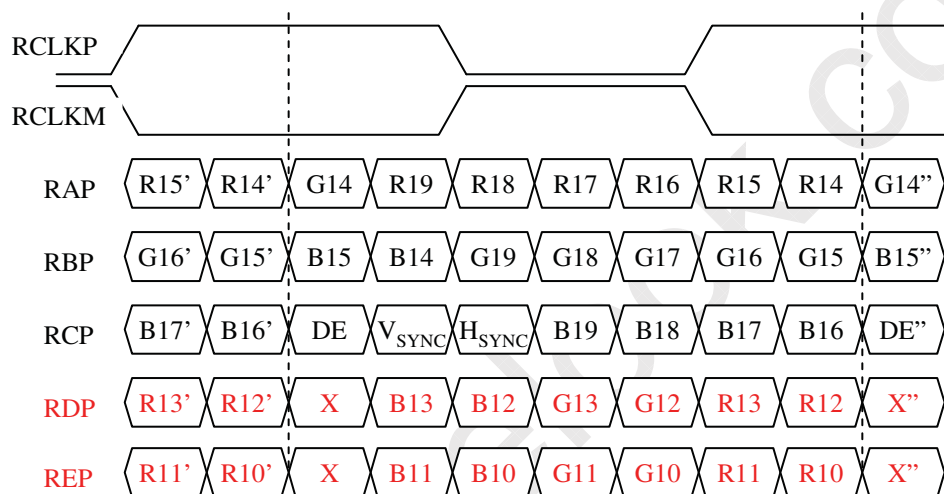 RCLKP
RCLKM
RAP R15’ R14’ G14 R19 R18 R17 R16 R15 R14 G14”
RBP G16’ G15’ B15 B14 G19 G18 G17 G16 G15 B15”
RCP B17’ B16’ DE VSYNC HSYNC B19 B18 B17 B16 DE”
RDP R13’ R12’ X B13 B12 G13 G12 R13 R12 X”
REP R11’ R10’ X B11 B10 G11 G10 R11 R10 X”